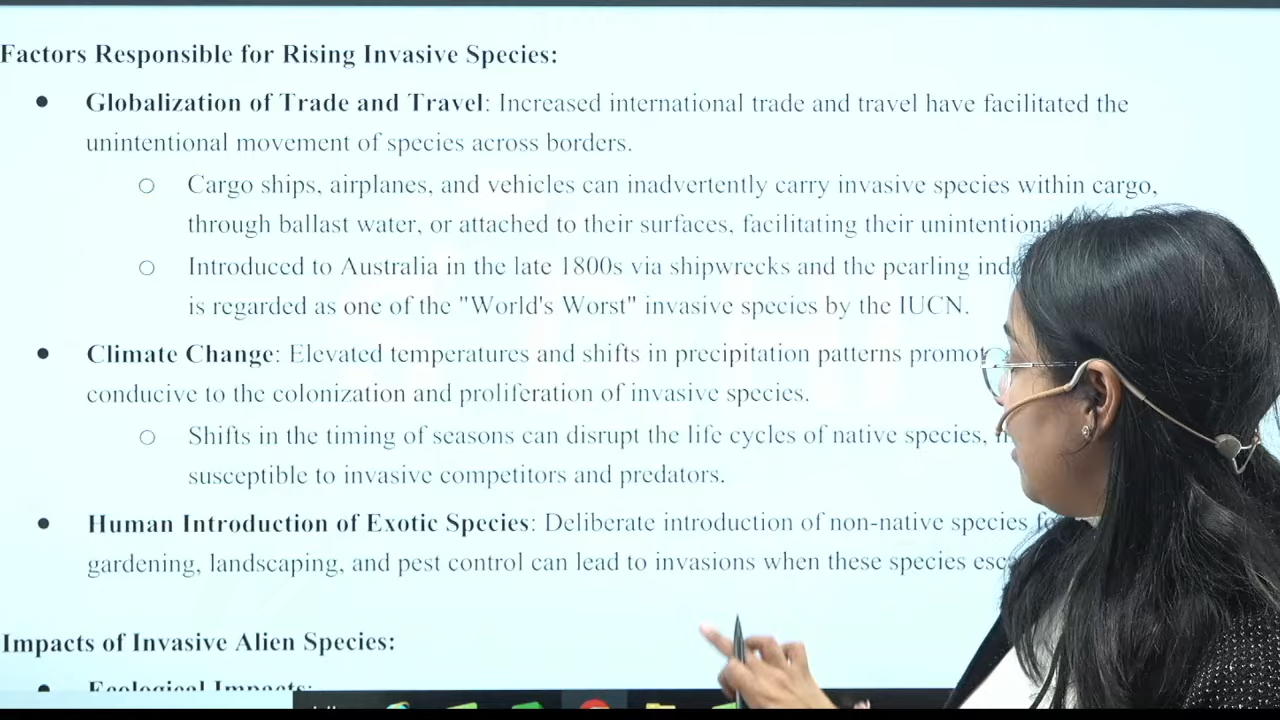 Factors Responsible for Rising Invasive Species:
● Globalization of Trade and Travel: Increased international trade and travel have facilitated the
unintentional movement of species across borders.
○ Cargo ships, airplanes, and vehicles can inadvertently carry invasive species within cargo,
through ballast water, or attached to their surfaces, facilitating their unintentional
○ Introduced to Australia in the late 1800s via shipwrecks and the pearling
is regarded as one of the "World's Worst" invasive species by the IUCN.
● Climate Change: Elevated temperatures and shifts in precipitation patterns
conducive to the colonization and proliferation of invasive species.
○ Shifts in the timing of seasons can disrupt the life cycles of native species,
susceptible to invasive competitors and predators.
● Human Introduction of Exotic Species: Deliberate introduction of non-native species
gardening, landscaping, and pest control can lead to invasions when these species
Impacts of Invasive Alien Species:
● Ecological Impacts: